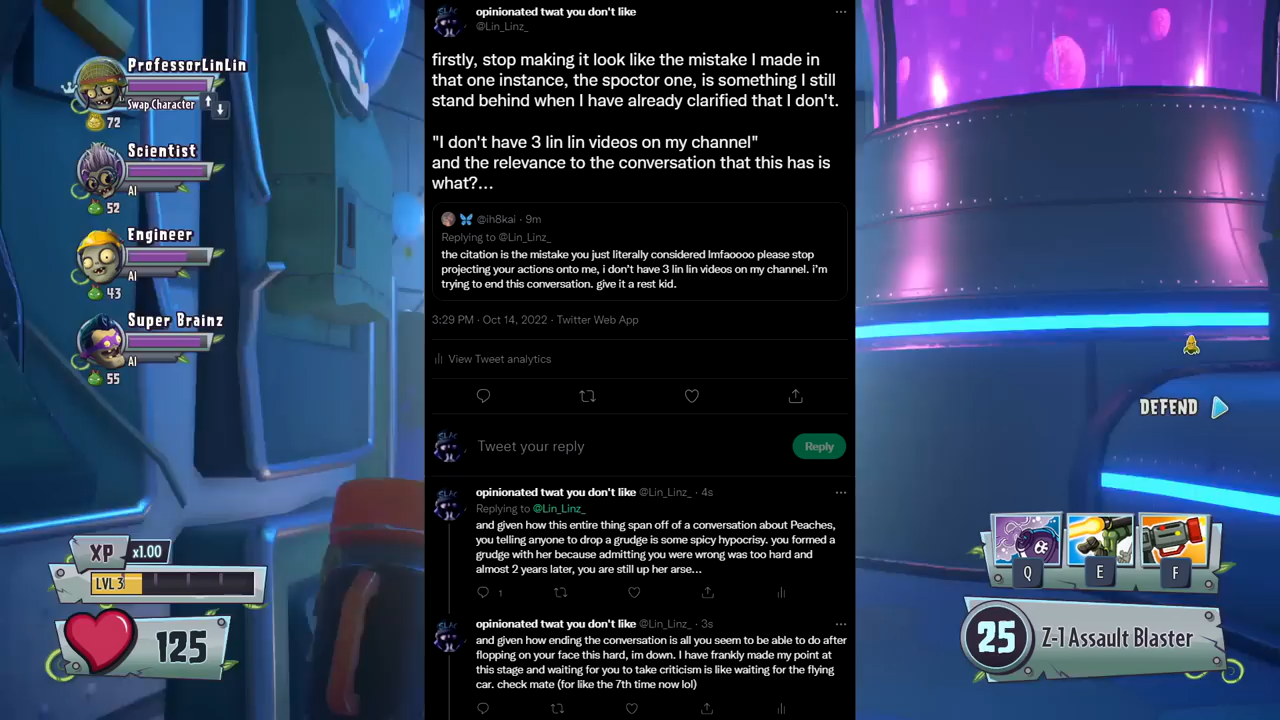 ProfessorLinLin
Swap Character
72
Scientist
AI
52
Engineer
AI
43
Super Brainz
AI
55
XP
x1.00
LVL 3
125
opinionated twat you don't like
@Lin_Linz_
firstly, stop making it look like the mistake I made in
that one instance, the spoctor one, is something I still
stand behind when I have already clarified that I don't.
"I don't have 3 lin lin videos on my channel"
and the relevance to the conversation that this has is
what?...
@ih8kai · 9m
Replying to @Lin_Linz_
the citation is the mistake you just literally considered lmfaoooo please stop
projecting your actions onto me, i don't have 3 lin lin videos on my channel. i'm
trying to end this conversation. give it a rest kid.
3:29 PM · Oct 14, 2022 · Twitter Web App
View Tweet analytics
Tweet your reply
Reply
opinionated twat you don't like @Lin_Linz_ · 4s
Replying to @Lin_Linz_
and given how this entire thing span off of a conversation about Peaches,
you telling anyone to drop a grudge is some spicy hypocrisy. you formed a
grudge with her because admitting you were wrong was too hard and
almost 2 years later, you are still up her arse...
1
opinionated twat you don't like @Lin_Linz_ · 3s
and given how ending the conversation is all you seem to be able to do after
flopping on your face this hard, im down. I have frankly made my point at
this stage and waiting for you to take criticism is like waiting for the flying
car. check mate (for like the 7th time now lol)
DEFEND
Q
E
F
25
Z-1 Assault Blaster